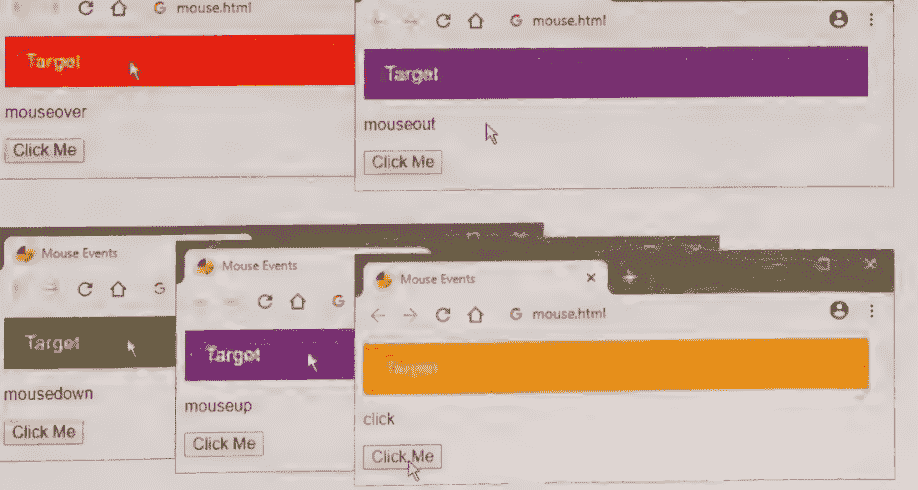 mouse.html
Target
mouseover
Click Me
mouse.html
Target
mouseout
Click Me
Mouse Events
Target
mousedown
Click Me
Mouse Events
Target
mouseup
Click Me
Mouse Events
mouse.html
Target
click
Click Me